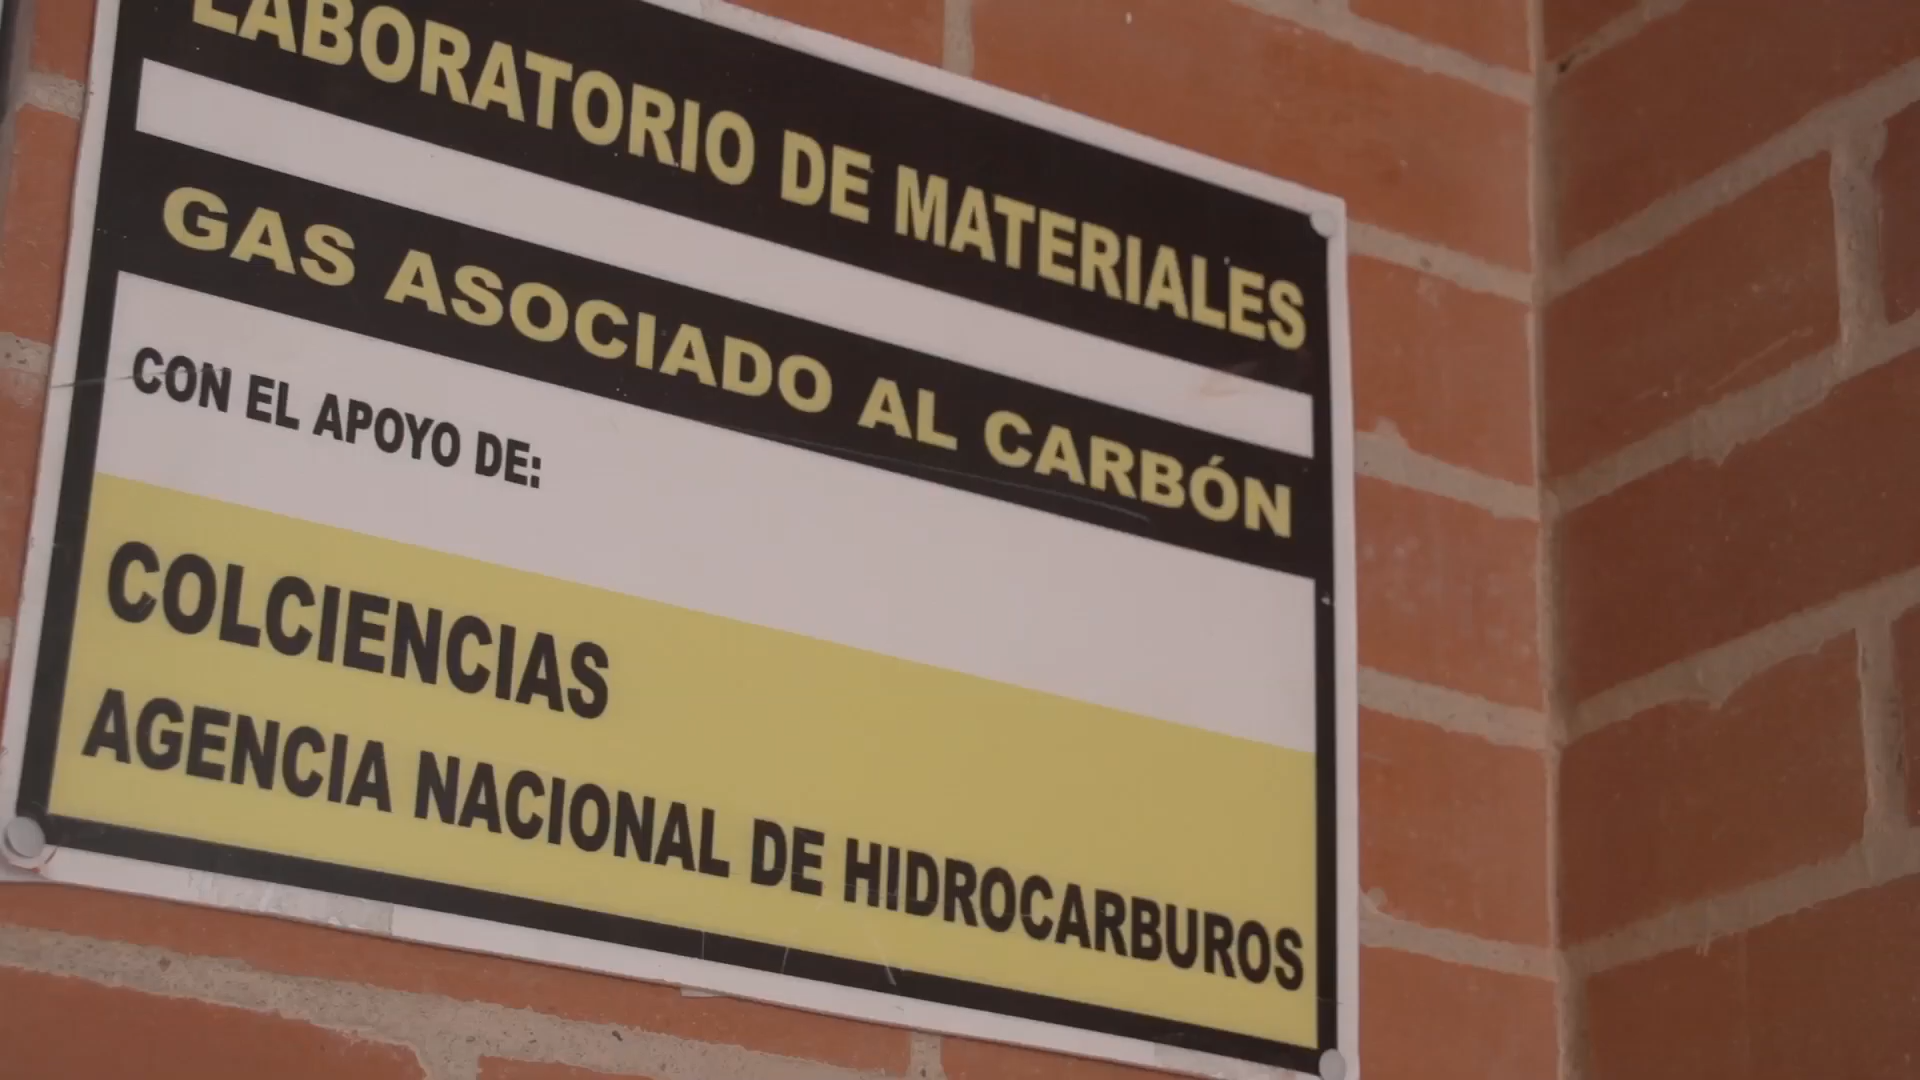 LABORATORIO DE MATERIALES
GAS ASOCIADO AL CARBÓN
CON EL APOYO DE:
COLCIENCIAS
AGENCIA NACIONAL DE HIDROCARBUROS